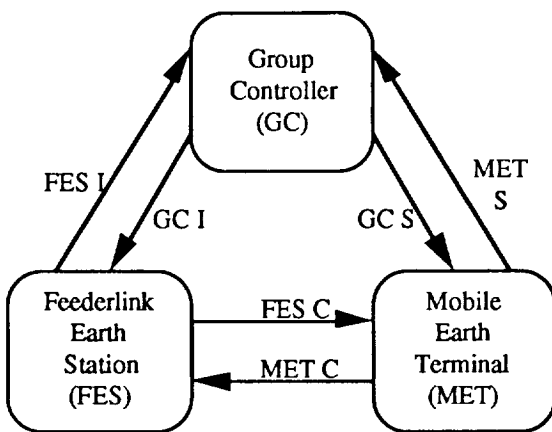 Group
Controller
(GC)
FES I
MET
S
GC I
GC S
Feederlink
Earth
Station
(FES)
FES C
MET C
Mobile
Earth
Terminal
(MET)